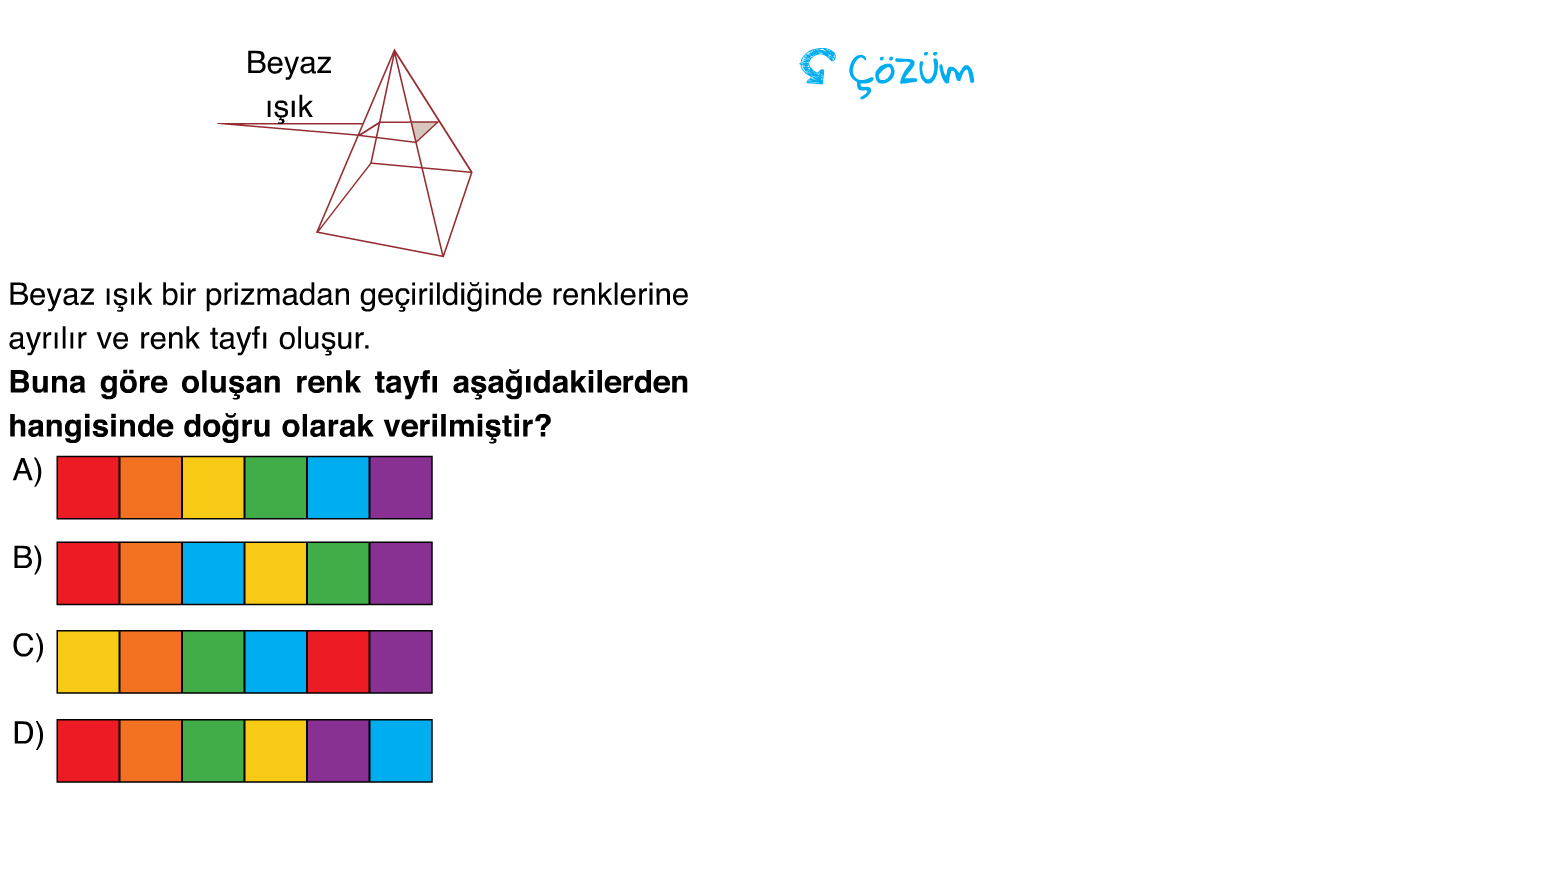 Beyaz
ışık
Çözüm
Beyaz ışık bir prizmadan geçirildiğinde renklerine
ayrılır ve renk tayfı oluşur.
Buna göre oluşan renk tayfı aşağıdakilerden
hangisinde doğru olarak verilmiştir?
A)
B)
C)
D)